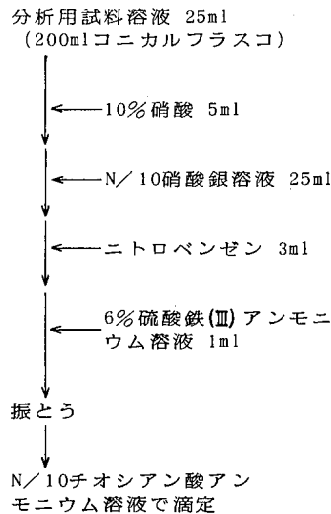 分析用試料溶液 25ml
(200mlコニカルフラスコ)
10%硝酸 5ml
N/10硝酸銀溶液 25ml
ニトロベンゼン 3ml
6%硫酸鉄(Ⅲ)アンモニ
ウム溶液 1ml
振とう
N/10チオシアン酸アン
モニウム溶液で滴定